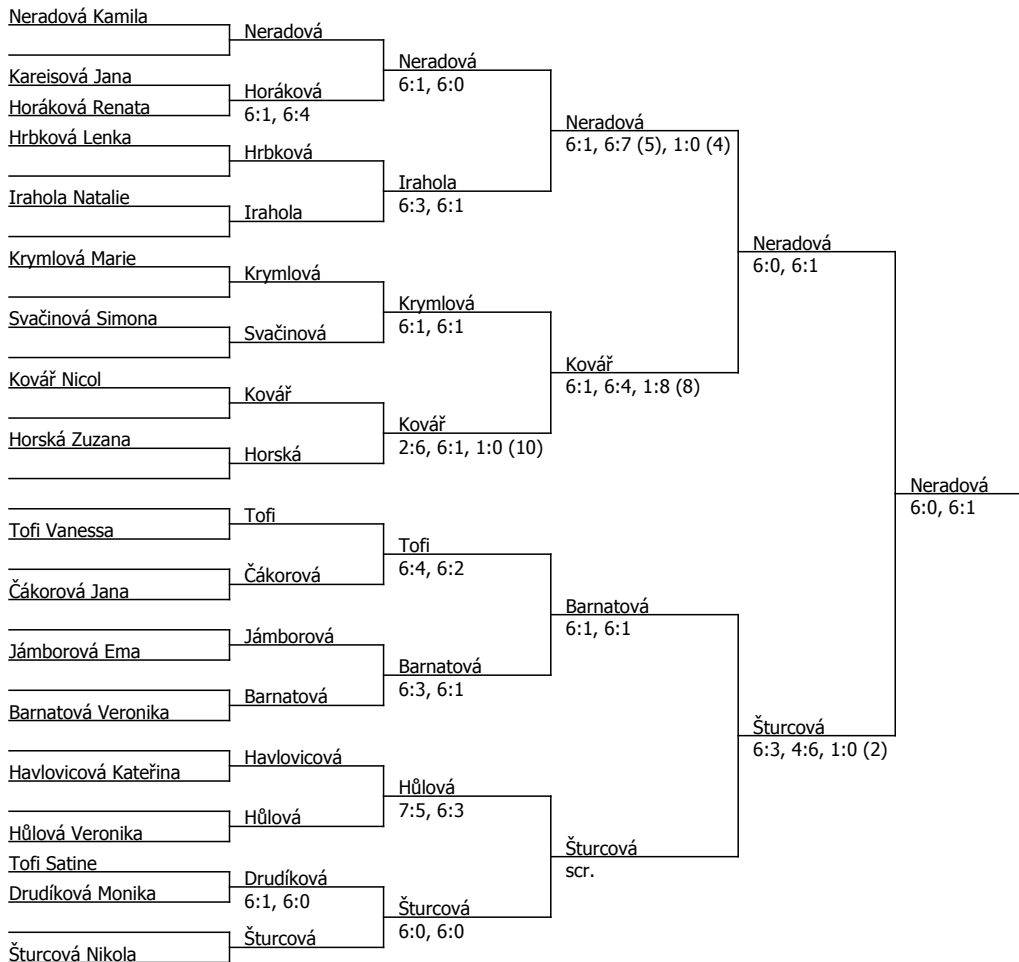 Neradová Kamila
Kareisová Jana
Horáková Renata
Hrbková Lenka
Irahola Natalie
Krymlová Marie
Svačinová Simona
Kovář Nicol
Horská Zuzana
Tofi Vanessa
Čákorová Jana
Jámborová Ema
Barnatová Veronika
Havlovicová Kateřina
Hůlová Veronika
Tofi Satine
Drudíková Monika
Šturcová Nikola
Neradová
Horáková
6:1, 6:4
Hrbková
Irahola
Krymlová
Svačinová
Kovář
Horská
Tofi
Čákorová
Jámborová
Barnatová
Havlovicová
Hůlová
Drudíková
6:1, 6:0
Šturcová
Neradová
6:1, 6:0
Irahola
6:3, 6:1
Krymlová
6:1, 6:1
Kovář
2:6, 6:1, 1:0 (10)
Tofi
6:4, 6:2
Barnatová
6:3, 6:1
Hůlová
7:5, 6:3
Šturcová
6:0, 6:0
Neradová
6:1, 6:7 (5), 1:0 (4)
Kovář
6:1, 6:4, 1:8 (8)
Barnatová
6:1, 6:1
Šturcová
scr.
Neradová
6:0, 6:1
Šturcová
6:3, 4:6, 1:0 (2)
Neradová
6:0, 6:1